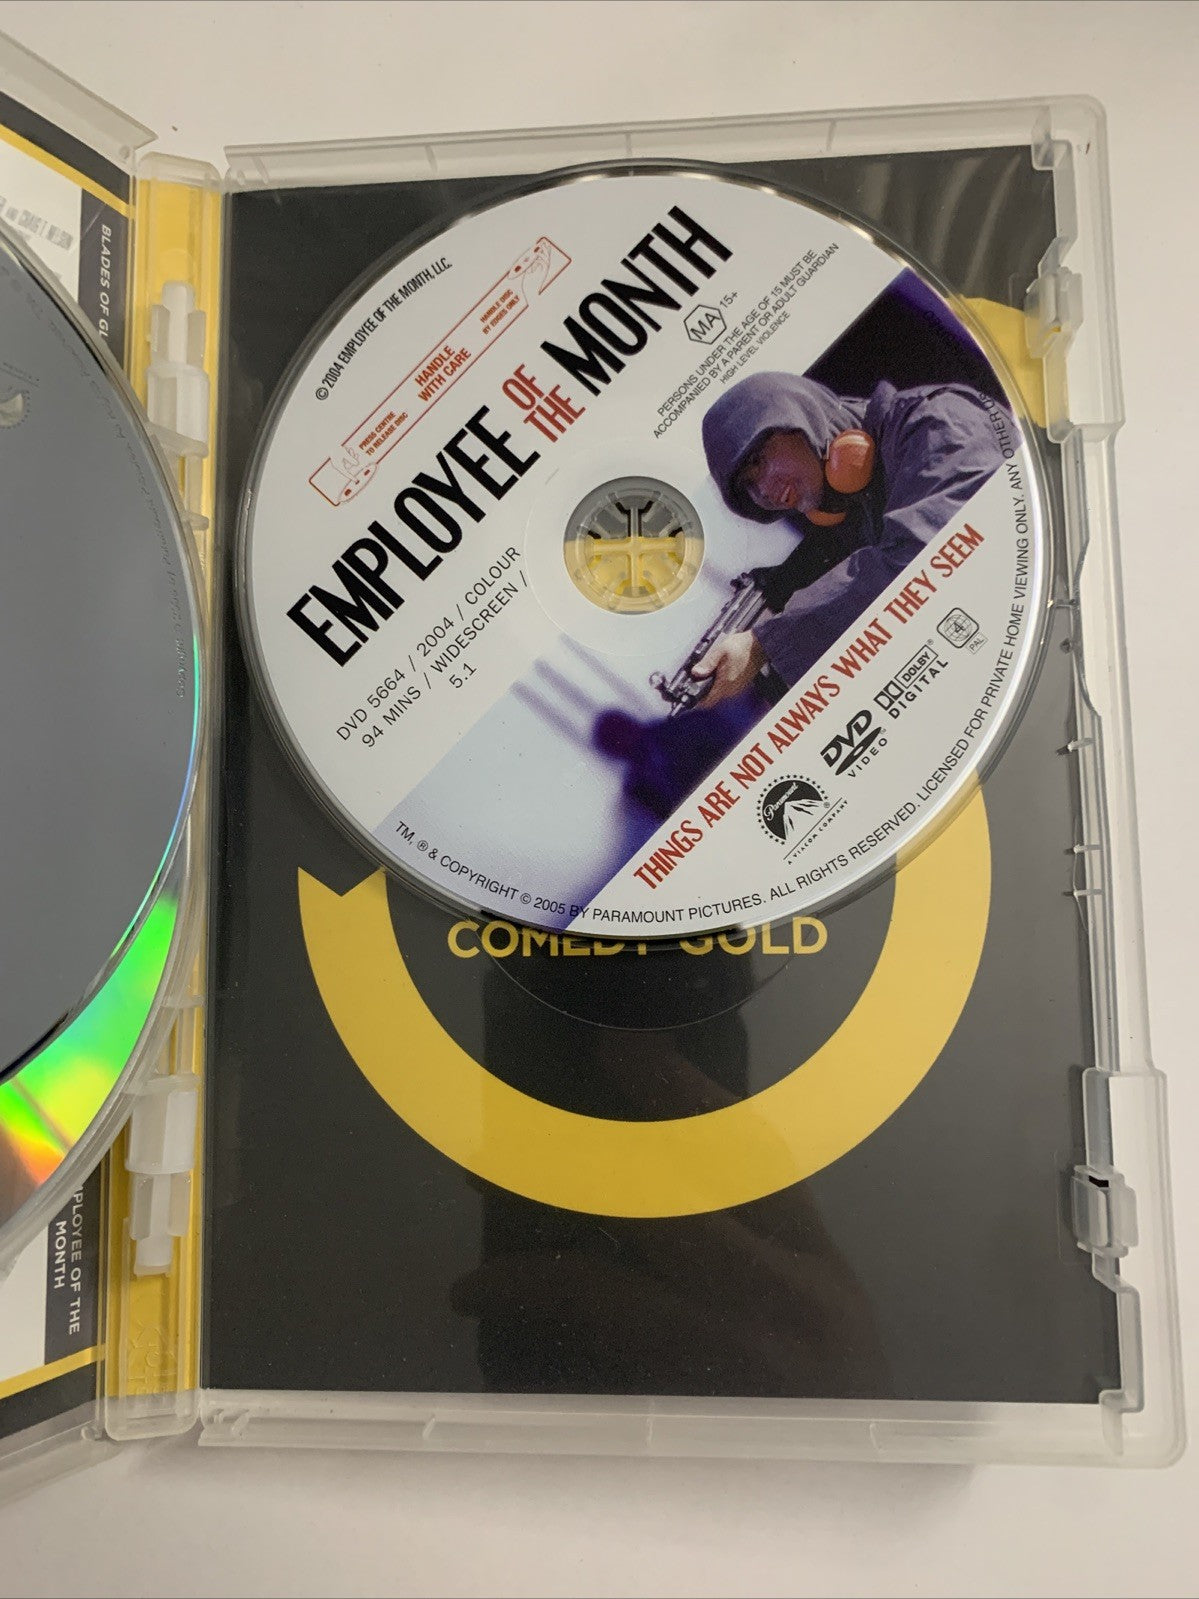 BLADES OF
© 2004 EMPLOYEE OF THE MONTH, LLC
PRESS CENTRE
TO RELEASE DISC
HANDLE
WITH CARE
HANDLE DISC
BY EDGES ONLY
EMPLOYEE OF THE MONTH
MA 15+
PERSONS UNDER THE AGE OF 15 MUST BE
ACCOMPANIED BY A PARENT OR ADULT GUARDIAN
HIGH LEVEL VIOLENCE
DVD 5664 / 2004 / COLOUR
94 MINS / WIDESCREEN /
5.1
THINGS ARE NOT ALWAYS WHAT THEY SEEM
Paramount
A VIACOM COMPANY
DVD
VIDEO
DOLBY
DIGITAL
4
PAL
TM, ® & COPYRIGHT © 2005 BY PARAMOUNT PICTURES. ALL RIGHTS RESERVED. LICENSED FOR PRIVATE HOME VIEWING ONLY. ANY OTHER
COMEDY GOLD
PLOYEE OF THE
MONTH